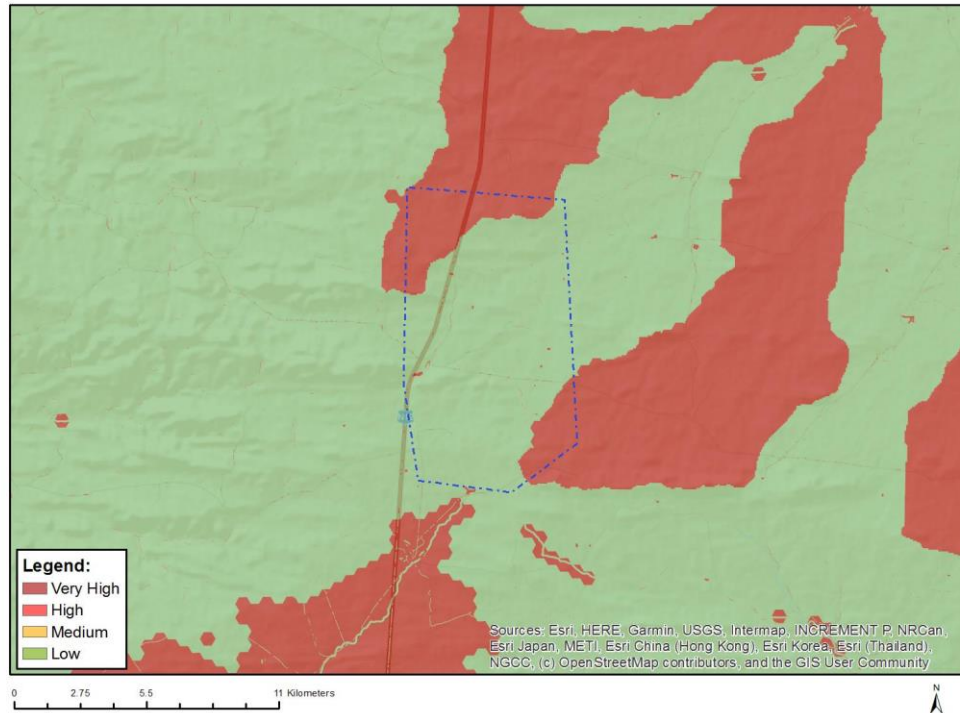 Legend:
Very High
High
Medium
Low
Sources: Esri, HERE, Garmin, USGS, Intermap, INCREMENT P, NRCan,
Esri Japan, METI, Esri China (Hong Kong), Esri Korea, Esri (Thailand),
NGCC, (c) OpenStreetMap contributors, and the GIS User Community
0 2.75 5.5 11 Kilometers
N